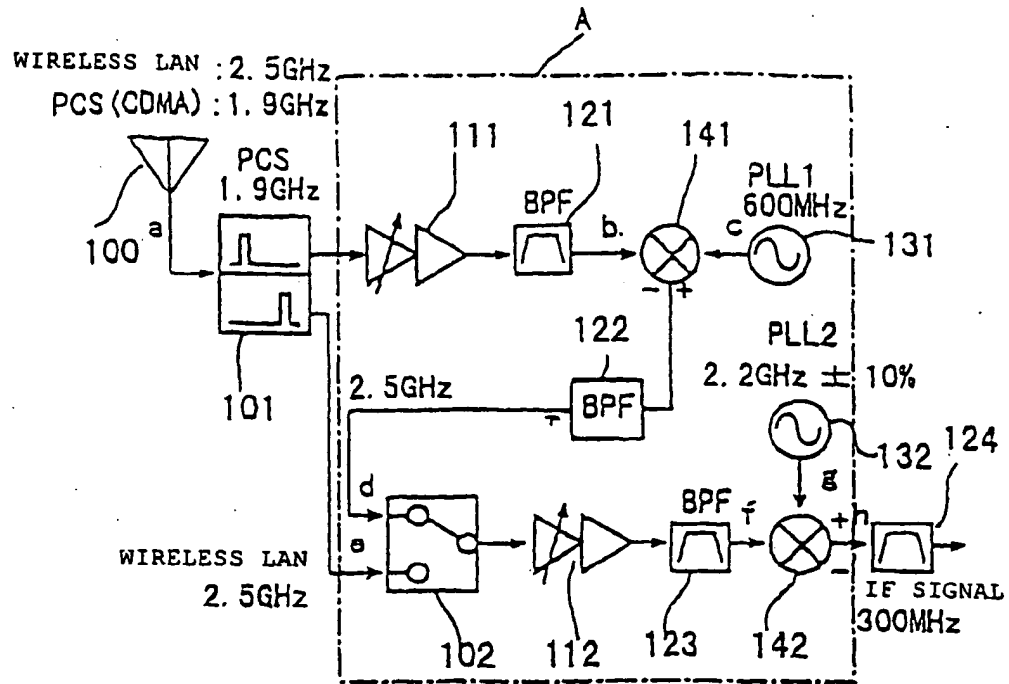 A
WIRELESS LAN : 2. 5GHz
PCS (CDMA) : 1. 9GHz
121
111
141
PCS
1. 9GHz
BPF
PLL1
600MHz
a
b.
c
100
131
- +
PLL2
122
2. 2GHz ± 10%
2. 5GHz
BPF
101
132
124
d
g
BPF
f
+
h
e
WIRELESS LAN
2. 5GHz
-
IF SIGNAL
300MHz
102
112
123
142